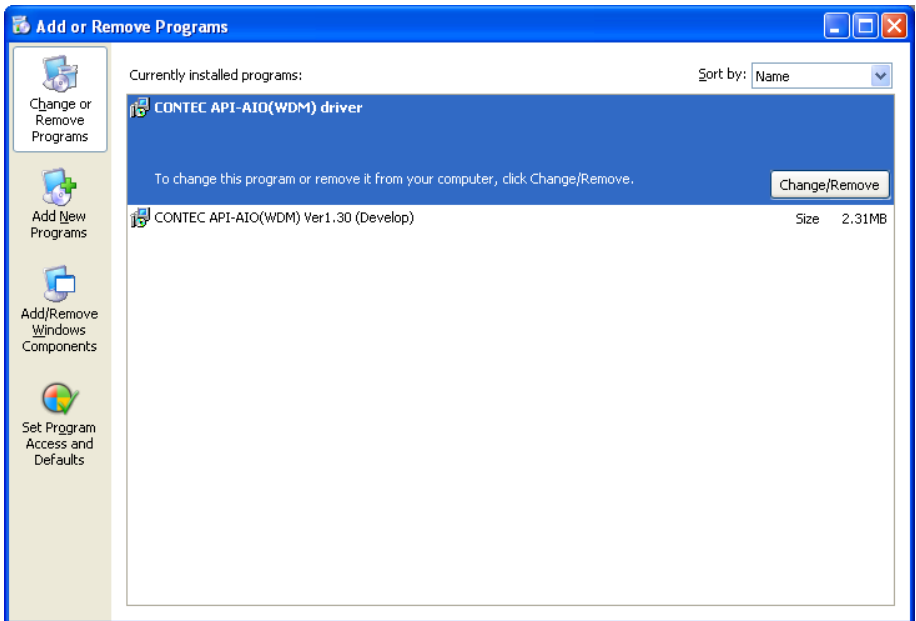 Add or Remove Programs
Change or
Remove
Programs
Add New
Programs
Add/Remove
Windows
Components
Set Program
Access and
Defaults
Currently installed programs:
Sort by: Name
CONTEC API-AIO(WDM) driver
To change this program or remove it from your computer, click Change/Remove.
Change/Remove
CONTEC API-AIO(WDM) Ver1.30 (Develop) Size 2.31MB